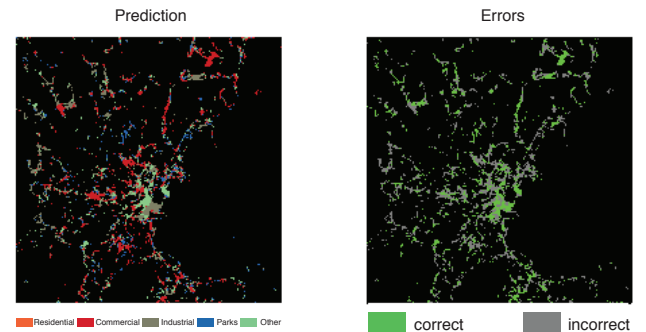 Prediction
Errors
Residential Commercial Industrial Parks Other
correct incorrect